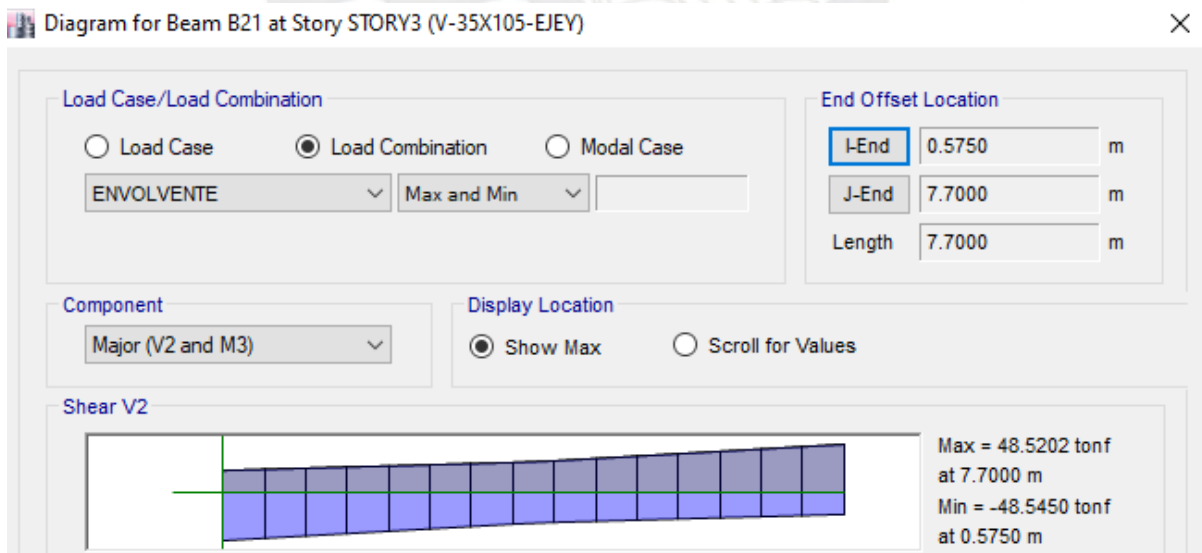 Diagram for Beam B21 at Story STORY3 (V-35X105-EJEY)
Load Case/Load Combination
Load Case
Load Combination
Modal Case
ENVOLVENTE
Max and Min
End Offset Location
I-End
0.5750
m
J-End
7.7000
m
Length
7.7000
m
Component
Major (V2 and M3)
Display Location
Show Max
Scroll for Values
Shear V2
Max = 48.5202 tonf
at 7.7000 m
Min = -48.5450 tonf
at 0.5750 m